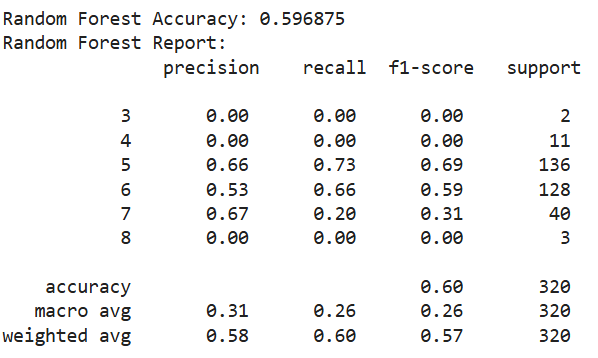 Random Forest Accuracy: 0.596875
Random Forest Report:
precision recall f1-score support
3 0.00 0.00 0.00 2
4 0.00 0.00 0.00 11
5 0.66 0.73 0.69 136
6 0.53 0.66 0.59 128
7 0.67 0.20 0.31 40
8 0.00 0.00 0.00 3
accuracy 0.60 320
macro avg 0.31 0.26 0.26 320
weighted avg 0.58 0.60 0.57 320